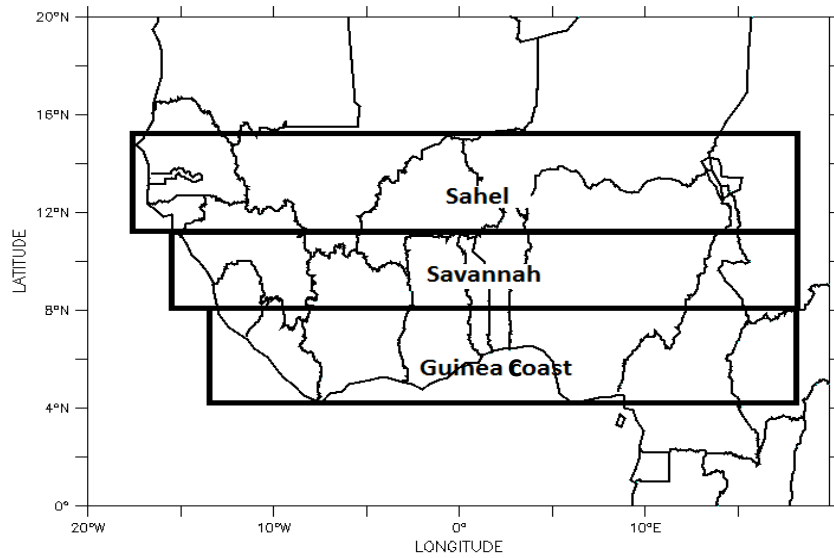 20°N
16°N
Sahel
12°N
LATITUDE
Savannah
8°N
Guinea Coast
4°N
0°
20°W 10°W 0° 10°E
LONGITUDE